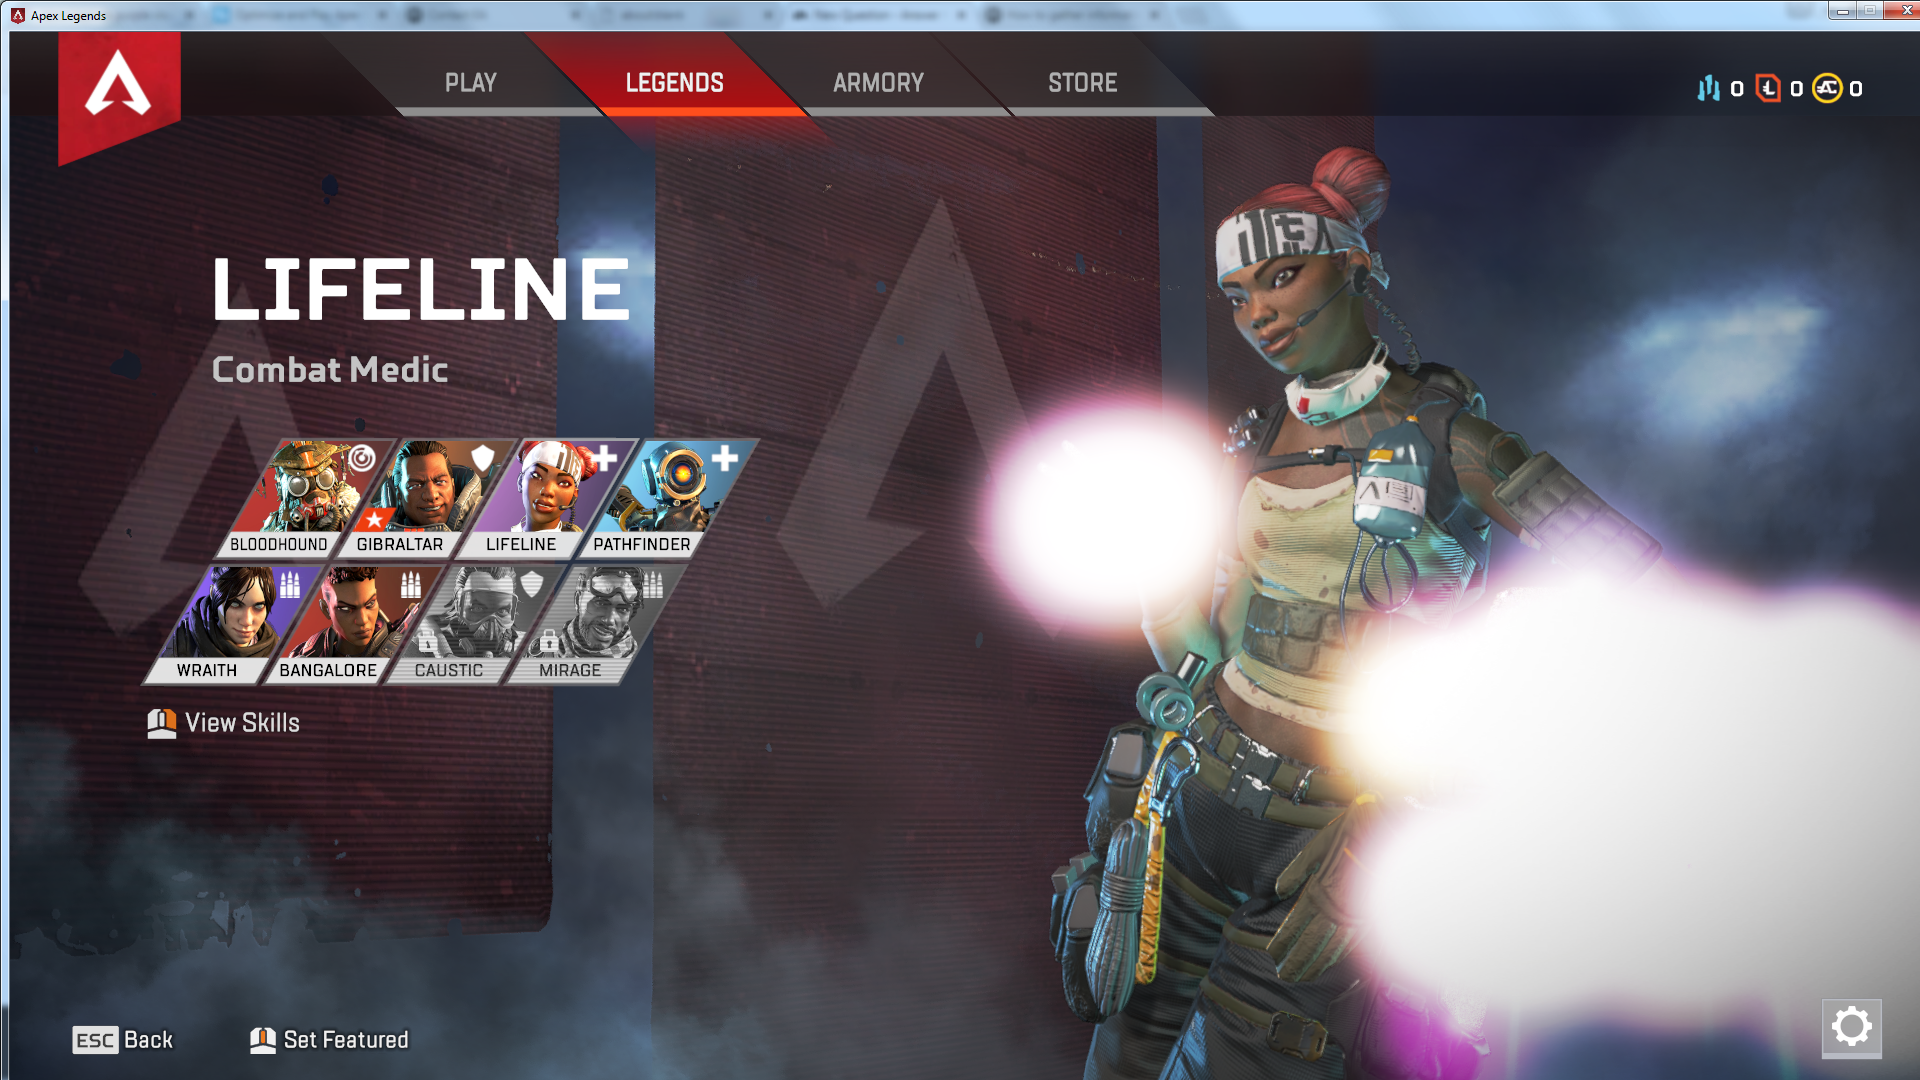 Apex Legends
PLAY
LEGENDS
ARMORY
STORE
0
0
0
LIFELINE
Combat Medic
BLOODHOUND
GIBRALTAR
LIFELINE
PATHFINDER
WRAITH
BANGALORE
CAUSTIC
MIRAGE
View Skills
ESC Back
Set Featured